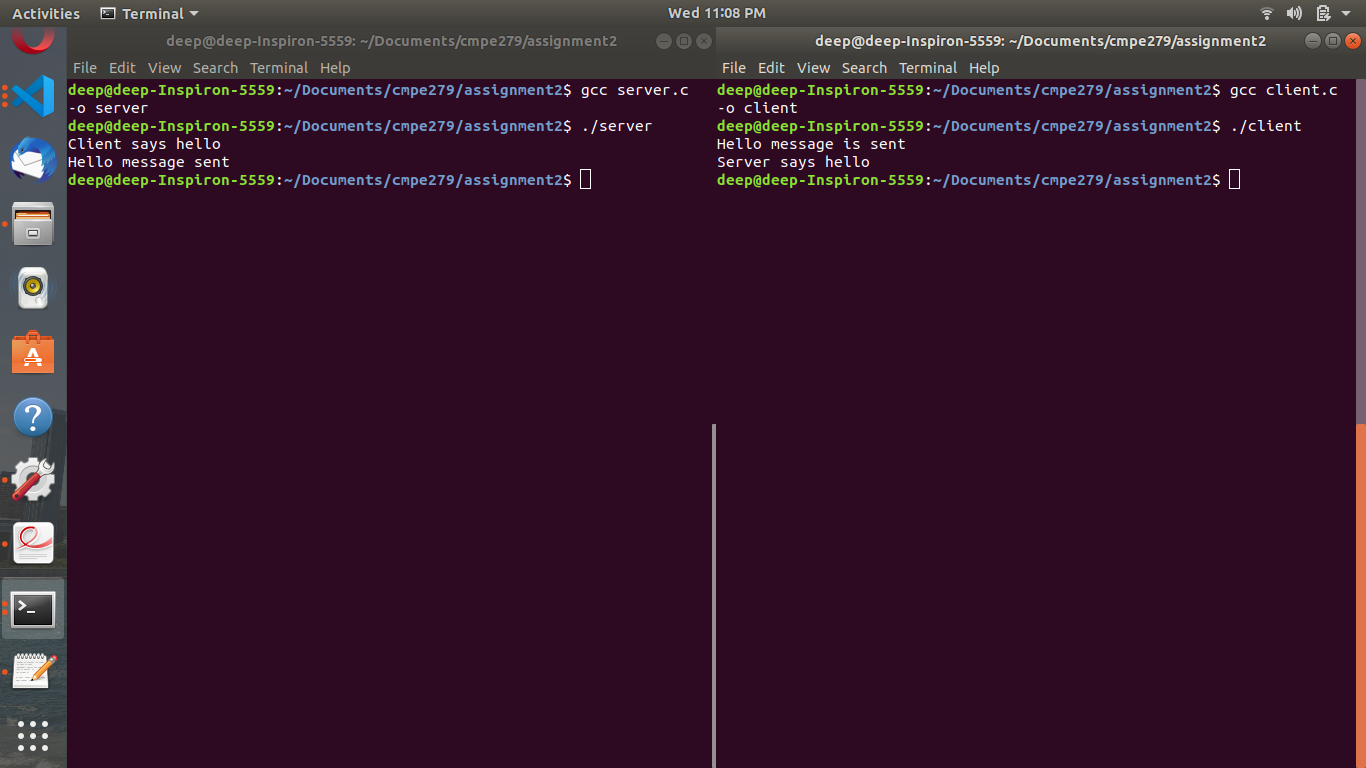 Activities Terminal Wed 11:08 PM
deep@deep-Inspiron-5559: ~/Documents/cmpe279/assignment2
File Edit View Search Terminal Help
deep@deep-Inspiron-5559:~/Documents/cmpe279/assignment2$ gcc server.c
-o server
deep@deep-Inspiron-5559:~/Documents/cmpe279/assignment2$ ./server
Client says hello
Hello message sent
deep@deep-Inspiron-5559:~/Documents/cmpe279/assignment2$
deep@deep-Inspiron-5559: ~/Documents/cmpe279/assignment2
File Edit View Search Terminal Help
deep@deep-Inspiron-5559:~/Documents/cmpe279/assignment2$ gcc client.c
-o client
deep@deep-Inspiron-5559:~/Documents/cmpe279/assignment2$ ./client
Hello message is sent
Server says hello
deep@deep-Inspiron-5559:~/Documents/cmpe279/assignment2$